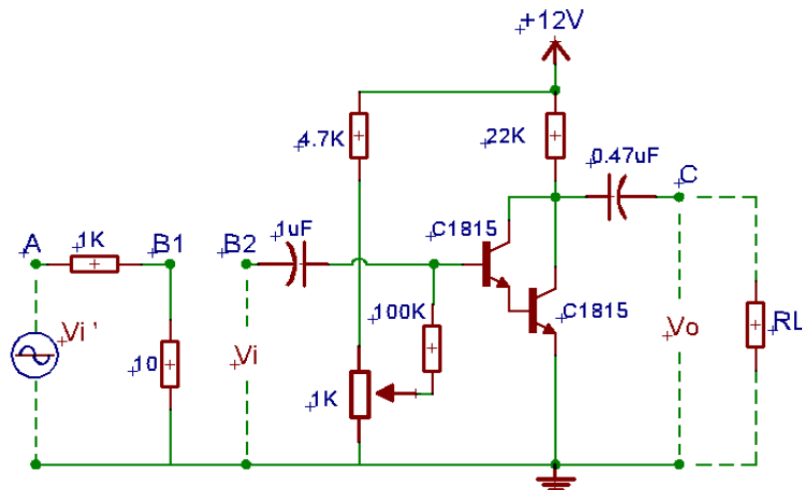 +12V
4.7K
22K
0.47uF
C
A
1K
B1
B2
1uF
C1815
C1815
Vi '
10
Vi
100K
1K
Vo
RL